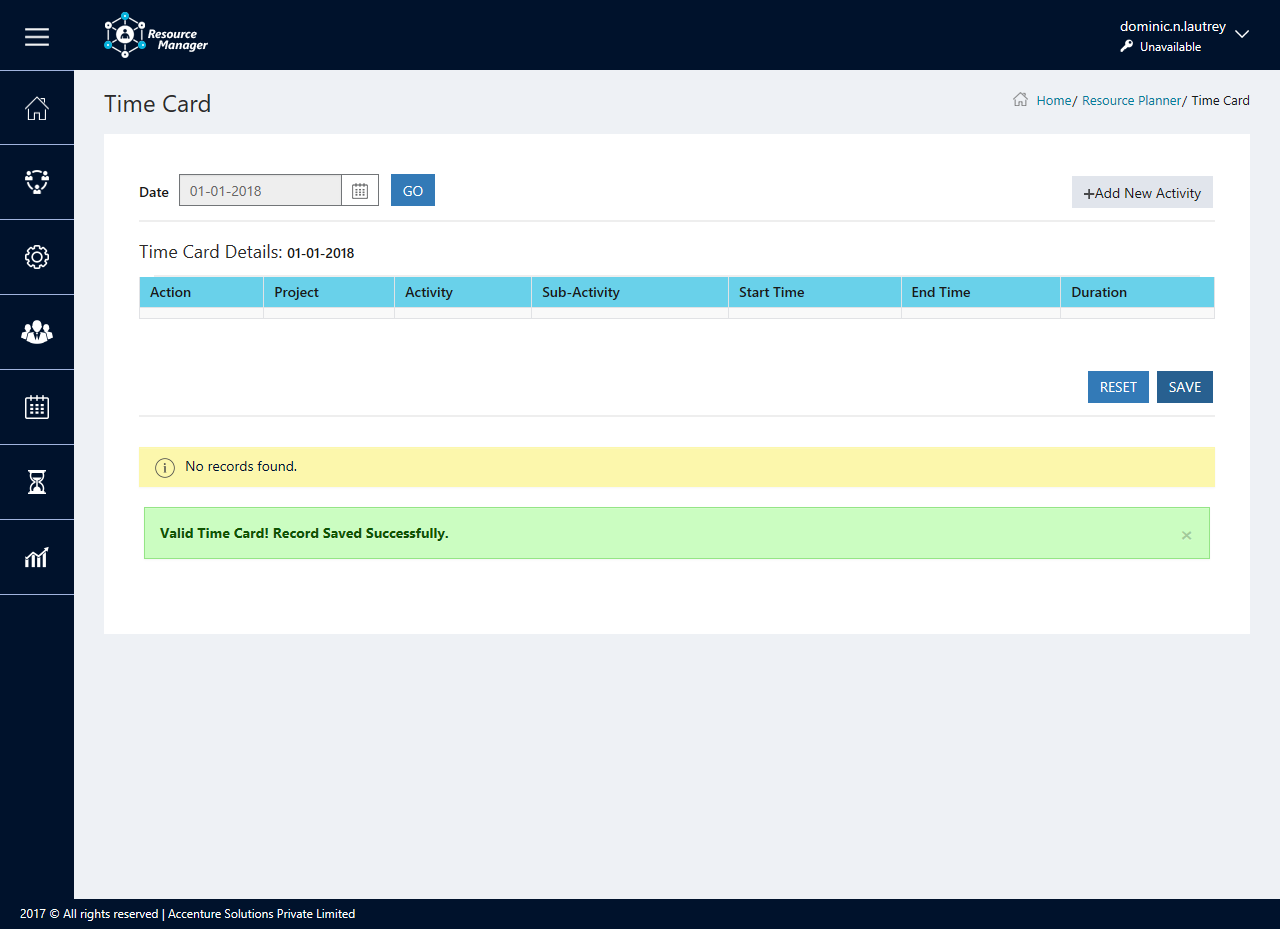 Resource
Manager
dominic.n.lautrey
Unavailable
Time Card
Home/ Resource Planner/ Time Card
Date 01-01-2018 GO
+Add New Activity
Time Card Details: 01-01-2018
Action Project Activity Sub-Activity Start Time End Time Duration
RESET SAVE
No records found.
Valid Time Card! Record Saved Successfully. ×
2017 © All rights reserved | Accenture Solutions Private Limited